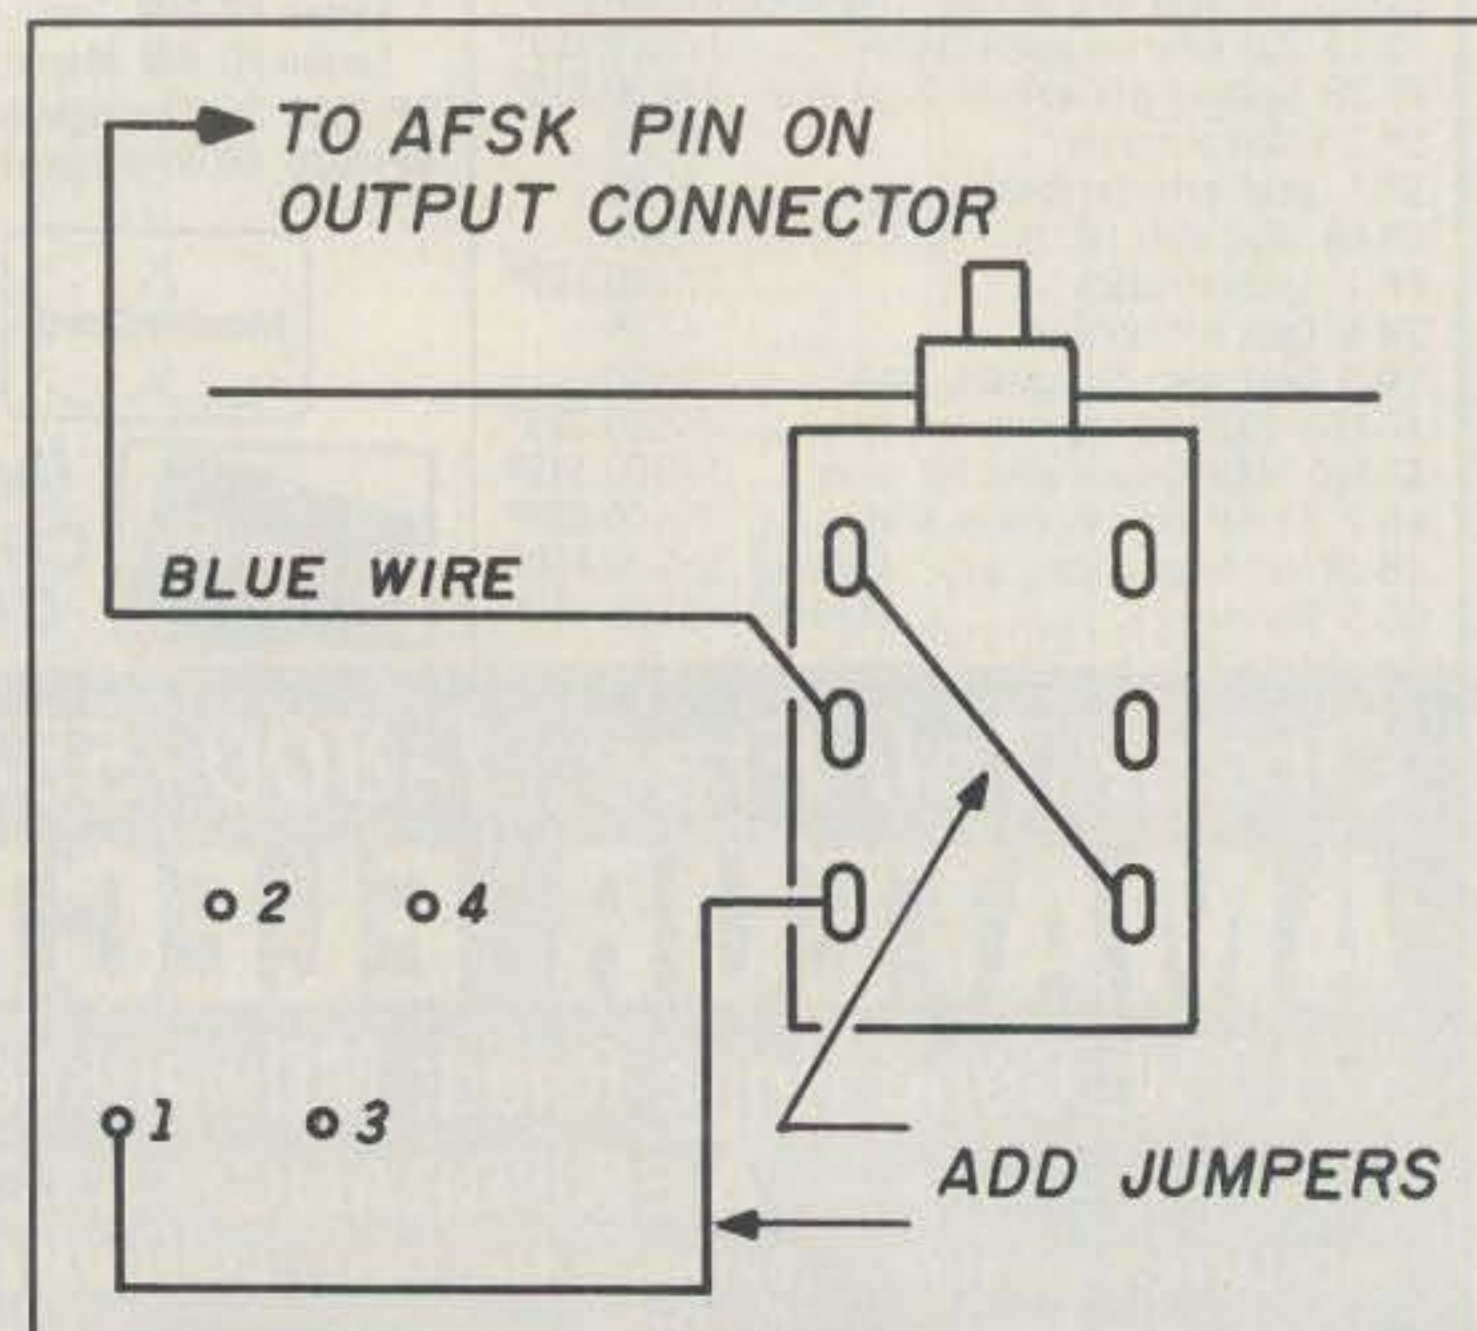 TO AFSK PIN ON
OUTPUT CONNECTOR
BLUE WIRE
2 4
1 3
ADD JUMPERS